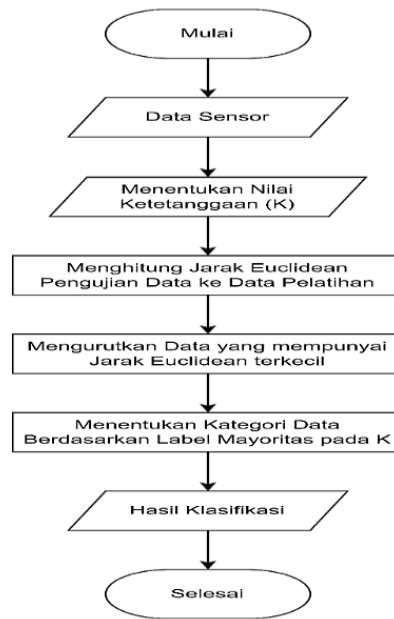 Mulai
Data Sensor
Menentukan Nilai
Ketetanggaan (K)
Menghitung Jarak Euclidean
Pengujian Data ke Data Pelatihan
Mengurutkan Data yang mempunyai
Jarak Euclidean terkecil
Menentukan Kategori Data
Berdasarkan Label Mayoritas pada K
Hasil Klasifikasi
Selesai